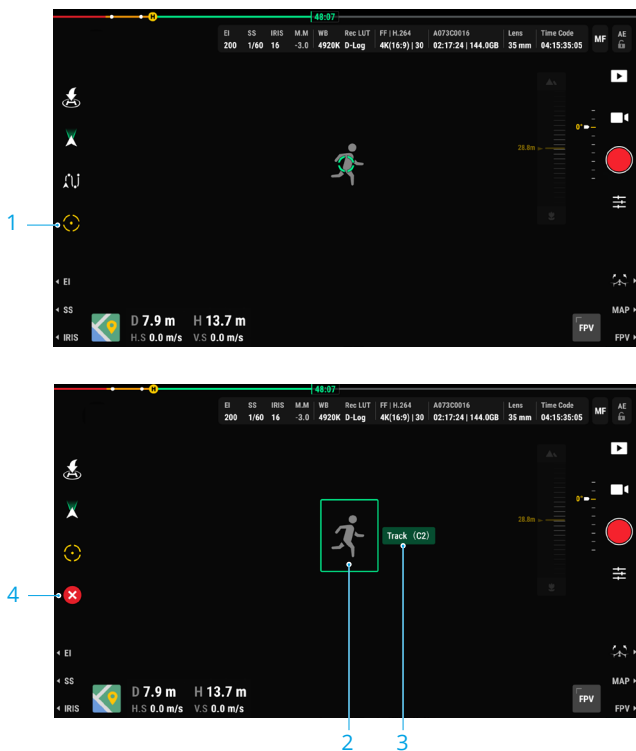 48:07
H
EI SS IRIS M.M WB Rec LUT FF | H.264 A073C0016 Lens Time Code
200 1/60 16 -3.0 4920K D-Log 4K(16:9) | 30 02:17:24 | 144.0GB 35 mm 04:15:35:05 MF AE
0°
28.8m
1
EI
SS
IRIS
D 7.9 m H 13.7 m
H.S 0.0 m/s V.S 0.0 m/s
FPV
MAP
FPV
48:07
H
EI SS IRIS M.M WB Rec LUT FF | H.264 A073C0016 Lens Time Code
200 1/60 16 -3.0 4920K D-Log 4K(16:9) | 30 02:17:24 | 144.0GB 35 mm 04:15:35:05 MF AE
0°
28.8m
Track (C2)
4
EI
SS
IRIS
D 7.9 m H 13.7 m
H.S 0.0 m/s V.S 0.0 m/s
FPV
MAP
FPV
2 3